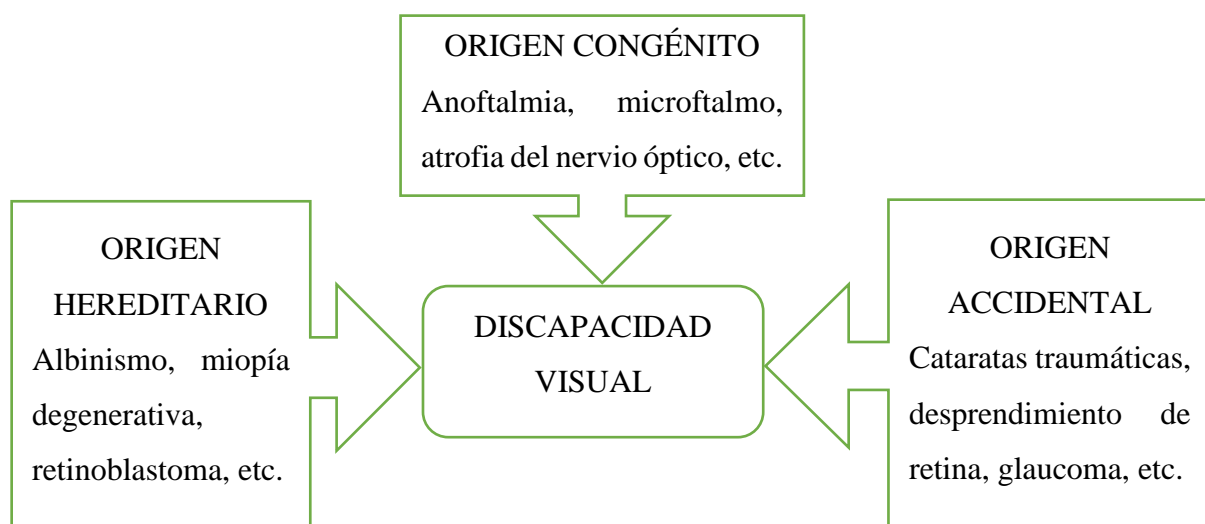 ORIGEN CONGÉNITO
Anoftalmia, microftalmo,
atrofia del nervio óptico, etc.
ORIGEN
HEREDITARIO
Albinismo, miopía
degenerativa,
retinoblastoma, etc.
DISCAPACIDAD
VISUAL
ORIGEN
ACCIDENTAL
Cataratas traumáticas,
desprendimiento de
retina, glaucoma, etc.